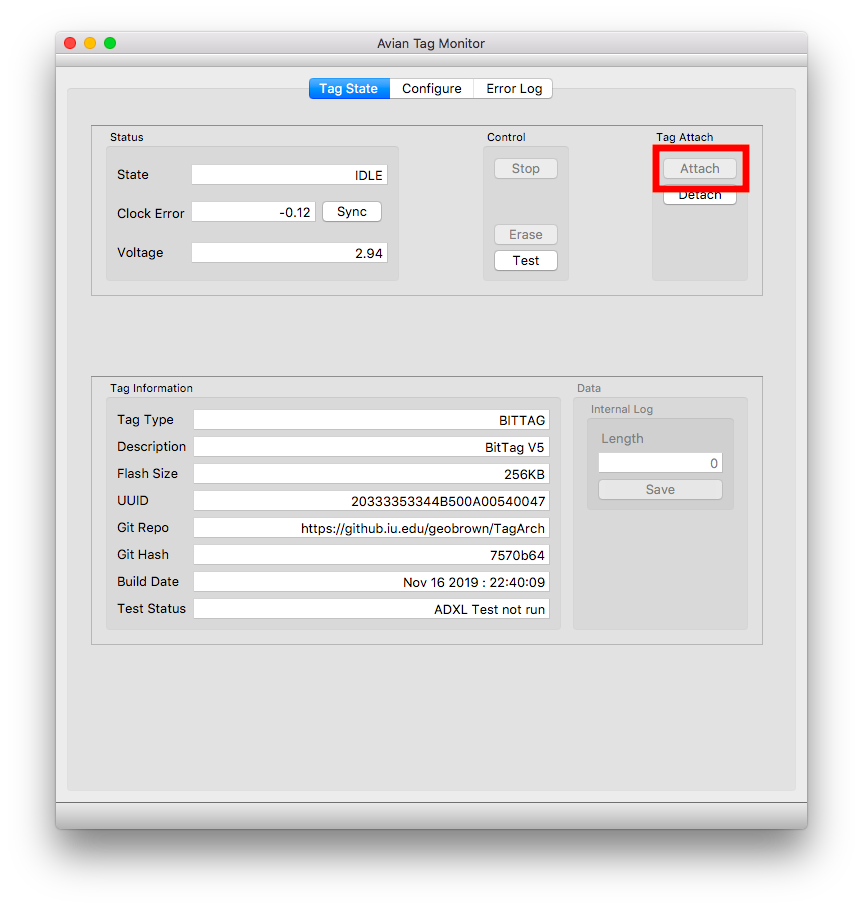 Avian Tag Monitor
Tag State Configure Error Log
Status
State IDLE
Clock Error -0.12 Sync
Voltage 2.94
Control
Stop
Erase
Test
Tag Attach
Attach
Detach
Tag Information
Tag Type BITTAG
Description BitTag V5
Flash Size 256KB
UUID 20333353344B500A00540047
Git Repo https://github.iu.edu/geobrown/TagArch
Git Hash 7570b64
Build Date Nov 16 2019 : 22:40:09
Test Status ADXL Test not run
Data
Internal Log
Length
0
Save